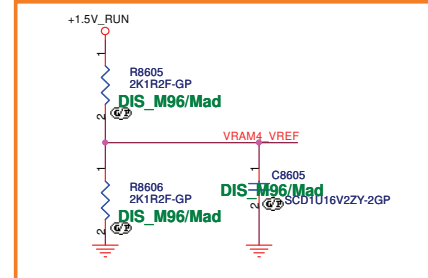 +1.5V_RUN
1
R8605
2K1R2F-GP
DIS_M96/Mad
2
G/P
VRAM4_VREF
1
R8606
2K1R2F-GP
DIS_M96/Mad
2
G/P
1
C8605
DIS_M96/Mad
2
G/P
SCD1U16V2ZY-2GP